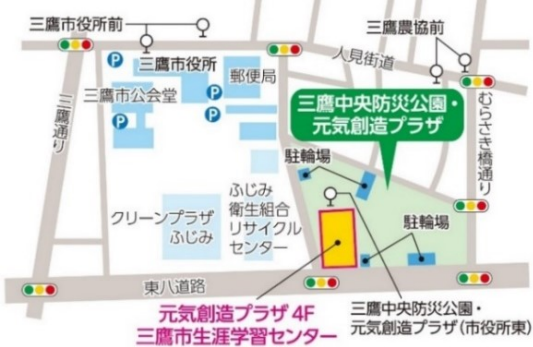 三鷹市役所前
三鷹農協前
人見街道
三鷹市役所
郵便局
三鷹市公会堂
P
P
P
P
三鷹通り
むらさき橋通り
三鷹中央防災公園・
元気創造プラザ
駐輪場
ふじみ
衛生組合
リサイクル
センター
クリーンプラザ
ふじみ
駐輪場
東八道路
元気創造プラザ 4F
三鷹市生涯学習センター
三鷹中央防災公園・
元気創造プラザ(市役所東)